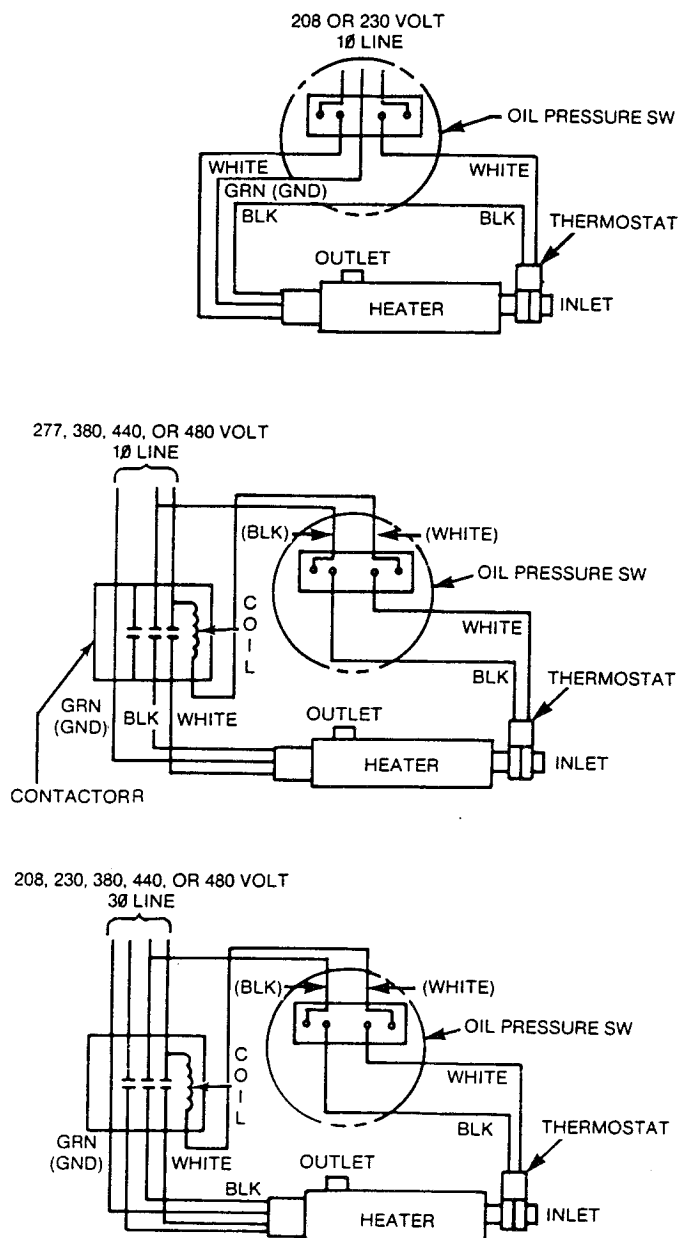 208 OR 230 VOLT
1Ø LINE
OIL PRESSURE SW
WHITE
WHITE
GRN (GND)
BLK
BLK
THERMOSTAT
OUTLET
HEATER
INLET
277, 380, 440, OR 480 VOLT
1Ø LINE
(BLK)
(WHITE)
OIL PRESSURE SW
COIL
WHITE
BLK
THERMOSTAT
GRN
(GND)
BLK
WHITE
OUTLET
HEATER
INLET
CONTACTORR
208, 230, 380, 440, OR 480 VOLT
3Ø LINE
(BLK)
(WHITE)
OIL PRESSURE SW
COIL
WHITE
BLK
THERMOSTAT
GRN
(GND)
WHITE
BLK
OUTLET
HEATER
INLET